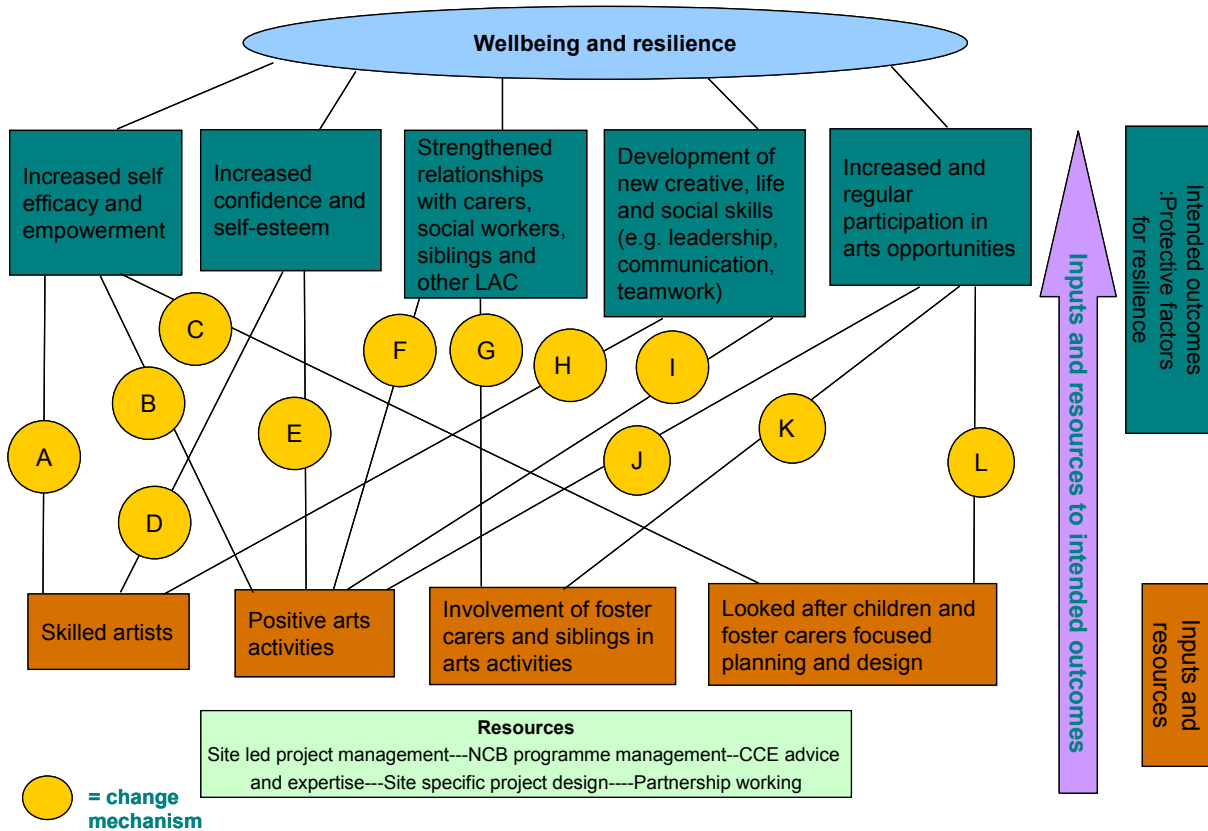 Wellbeing and resilience
Increased self
efficacy and
empowerment
Increased
confidence and
self-esteem
Strengthened
relationships
with carers,
social workers,
siblings and
other LAC
Development of
new creative, life
and social skills
(e.g. leadership,
communication,
teamwork)
Increased and
regular
participation in
arts opportunities
Intended outcomes
:Protective factors
for resilience
Inputs and resources to intended outcomes
A
B
C
D
E
F
G
H
I
J
K
L
Skilled artists
Positive arts
activities
Involvement of foster
carers and siblings in
arts activities
Looked after children and
foster carers focused
planning and design
Inputs and
resources
Resources
Site led project management---NCB programme management--CCE advice
and expertise---Site specific project design----Partnership working
= change
mechanism